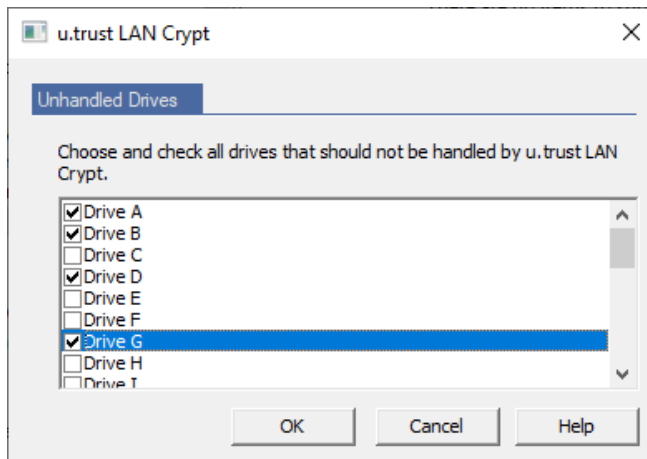 u.trust LAN Crypt
Unhandled Drives
Choose and check all drives that should not be handled by u.trust LAN
Crypt.
Drive A
Drive B
Drive C
Drive D
Drive E
Drive F
Drive G
Drive H
Drive I
OK Cancel Help